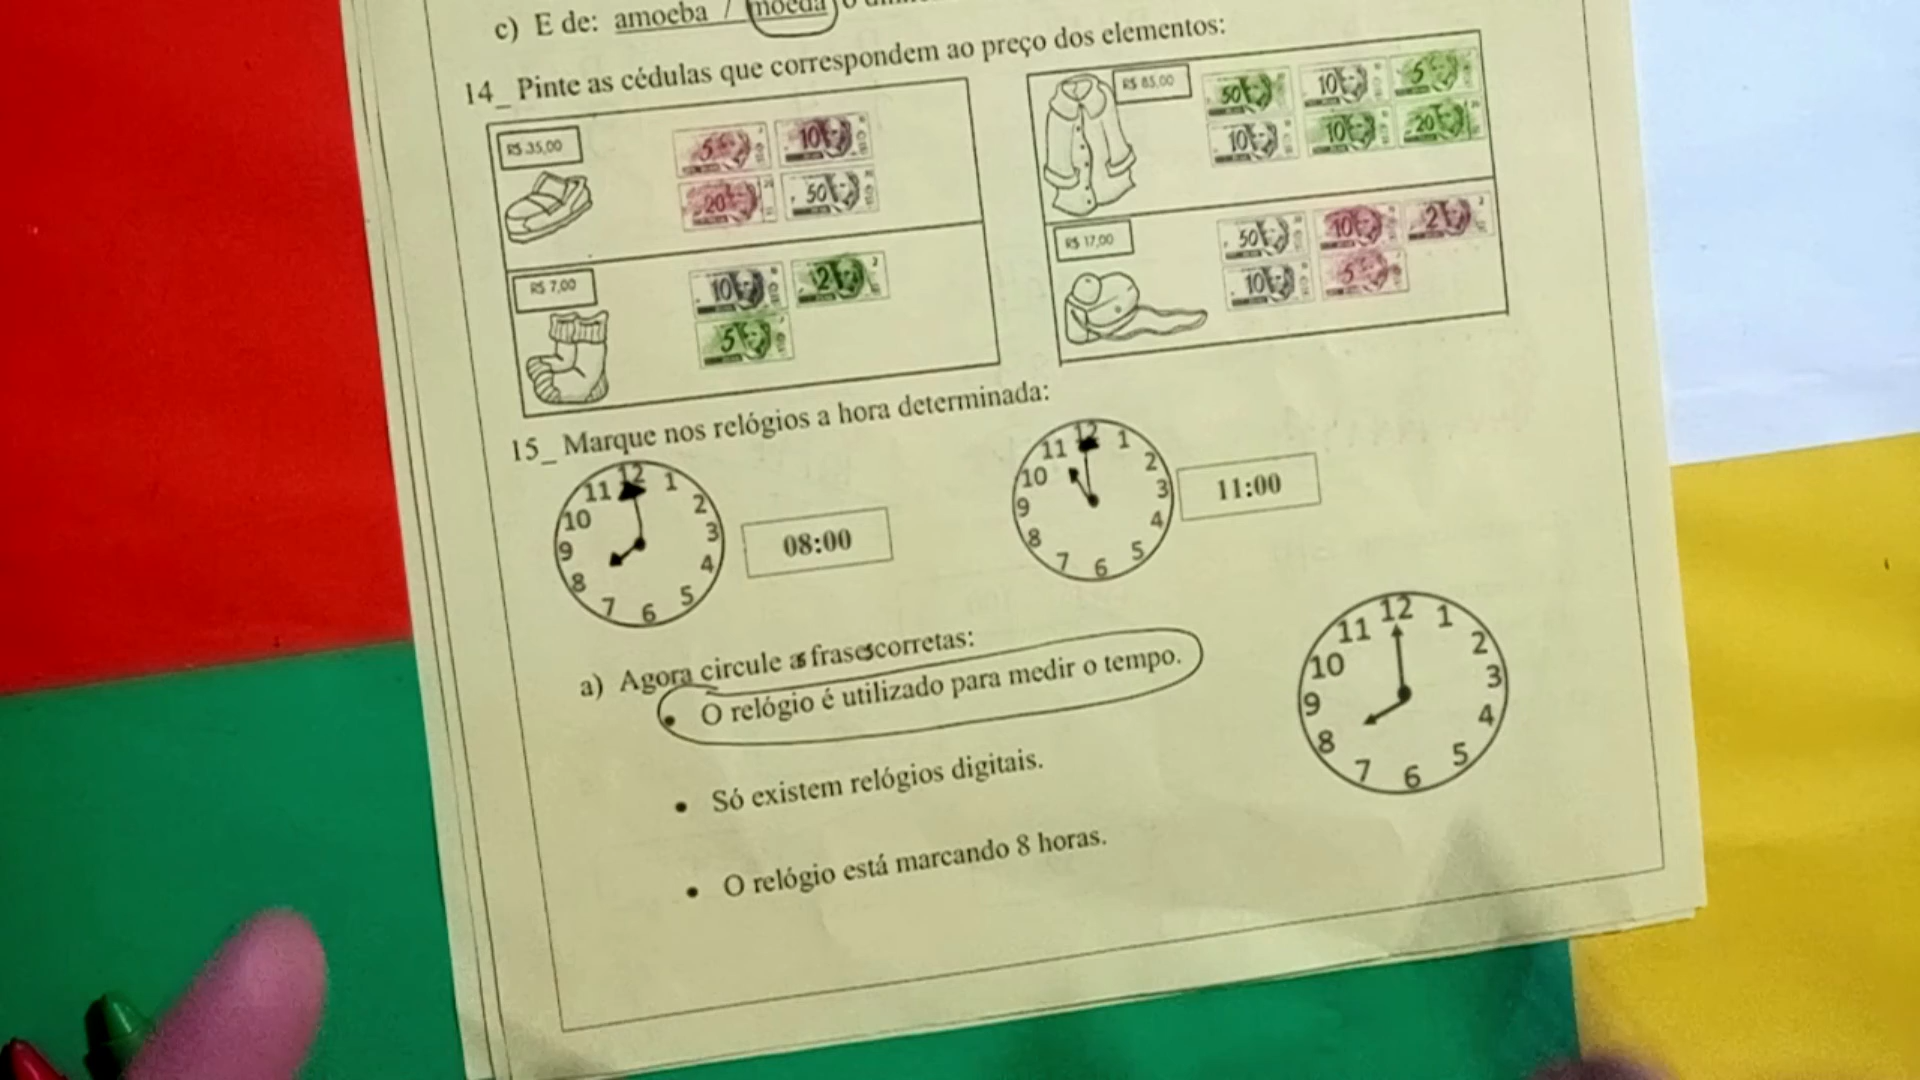 c) E de: amoeba / moeda
14_ Pinte as cédulas que correspondem ao preço dos elementos:
R$ 35,00
5 10
20 50
R$ 85,00
50 10 5
10 10 20
R$ 7,00
10 2
5
R$ 17,00
50 10 2
10 5
15_ Marque nos relógios a hora determinada:
12 1 2 3 4 5 6 7 8 9 10 11
08:00
12 1 2 3 4 5 6 7 8 9 10 11
11:00
a) Agora circule as frases corretas:
• O relógio é utilizado para medir o tempo.
• Só existem relógios digitais.
• O relógio está marcando 8 horas.
12 1 2 3 4 5 6 7 8 9 10 11